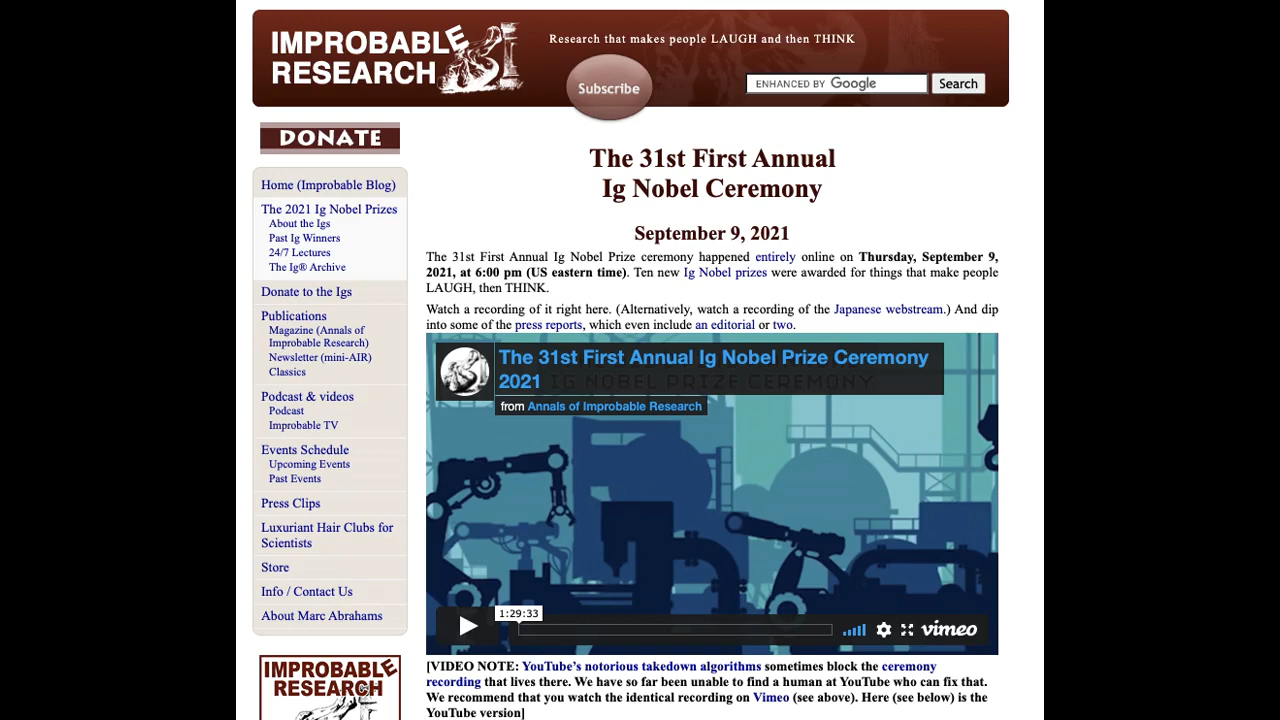 IMPROBABLE
RESEARCH
Research that makes people LAUGH and then THINK
Subscribe
ENHANCED BY Google
Search
DONATE
Home (Improbable Blog)
The 2021 Ig Nobel Prizes
About the Igs
Past Ig Winners
24/7 Lectures
The Ig® Archive
Donate to the Igs
Publications
Magazine (Annals of
Improbable Research)
Newsletter (mini-AIR)
Classics
Podcast & videos
Podcast
Improbable TV
Events Schedule
Upcoming Events
Past Events
Press Clips
Luxuriant Hair Clubs for
Scientists
Store
Info / Contact Us
About Marc Abrahams
IMPROBABLE
RESEARCH
The 31st First Annual
Ig Nobel Ceremony
September 9, 2021
The 31st First Annual Ig Nobel Prize ceremony happened entirely online on Thursday, September 9,
2021, at 6:00 pm (US eastern time). Ten new Ig Nobel prizes were awarded for things that make people
LAUGH, then THINK.
Watch a recording of it right here. (Alternatively, watch a recording of the Japanese webstream.) And dip
into some of the press reports, which even include an editorial or two.
The 31st First Annual Ig Nobel Prize Ceremony
2021
IG NOBEL PRIZE CEREMONY
from Annals of Improbable Research
1:29:33
vimeo
[VIDEO NOTE: YouTube's notorious takedown algorithms sometimes block the ceremony
recording that lives there. We have so far been unable to find a human at YouTube who can fix that.
We recommend that you watch the identical recording on Vimeo (see above). Here (see below) is the
YouTube version]